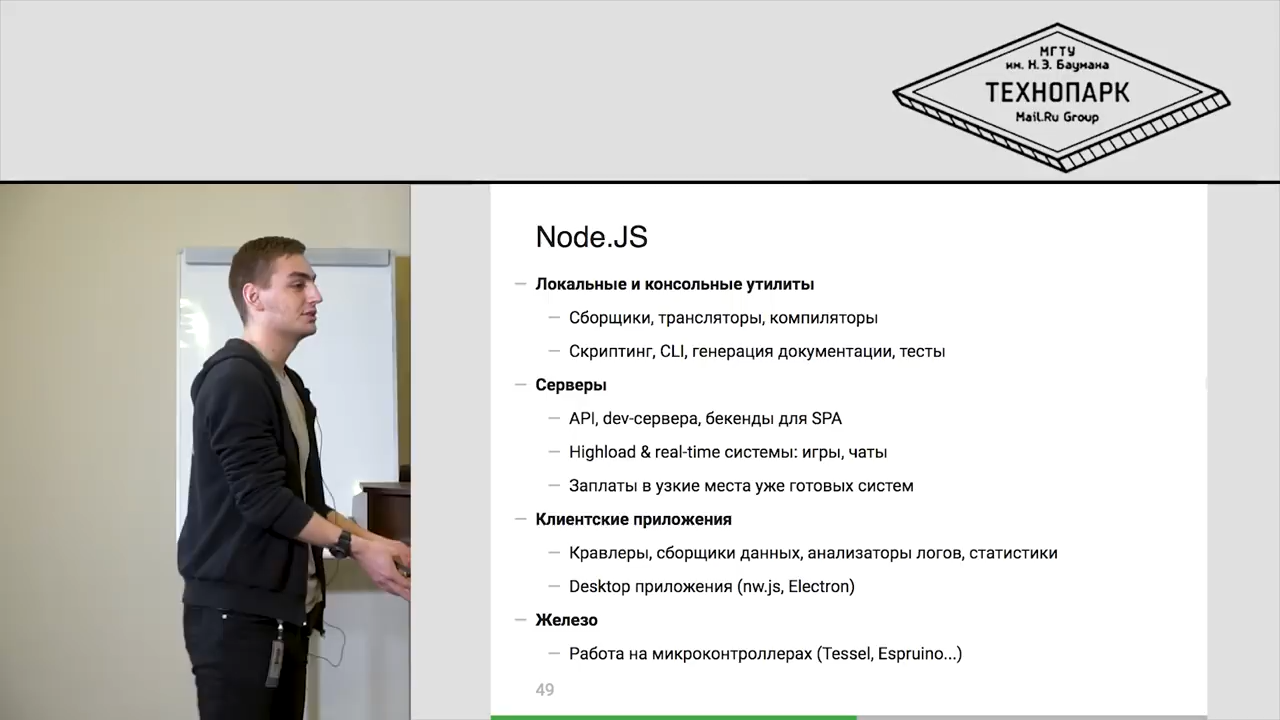 МГТУ
им. Н.Э. Баумана
ТЕХНОПАРК
Mail.Ru Group
Node.JS
— Локальные и консольные утилиты
— Сборщики, трансляторы, компиляторы
— Скриптинг, CLI, генерация документации, тесты
— Серверы
— API, dev-сервера, бекенды для SPA
— Highload & real-time системы: игры, чаты
— Заплаты в узкие места уже готовых систем
— Клиентские приложения
— Кравлеры, сборщики данных, анализаторы логов, статистики
— Desktop приложения (nw.js, Electron)
— Железо
— Работа на микроконтроллерах (Tessel, Espruino...)
49